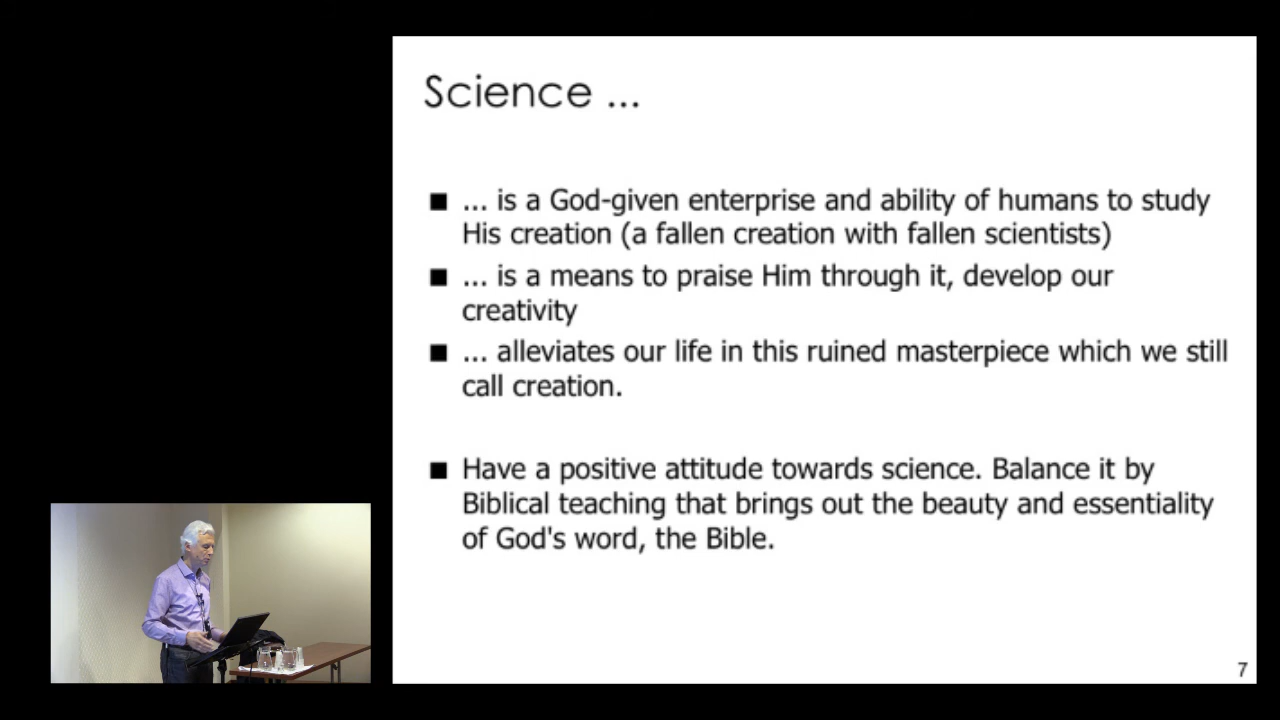 Science ...
■ ... is a God-given enterprise and ability of humans to study
His creation (a fallen creation with fallen scientists)
■ ... is a means to praise Him through it, develop our
creativity
■ ... alleviates our life in this ruined masterpiece which we still
call creation.
■ Have a positive attitude towards science. Balance it by
Biblical teaching that brings out the beauty and essentiality
of God's word, the Bible.
7